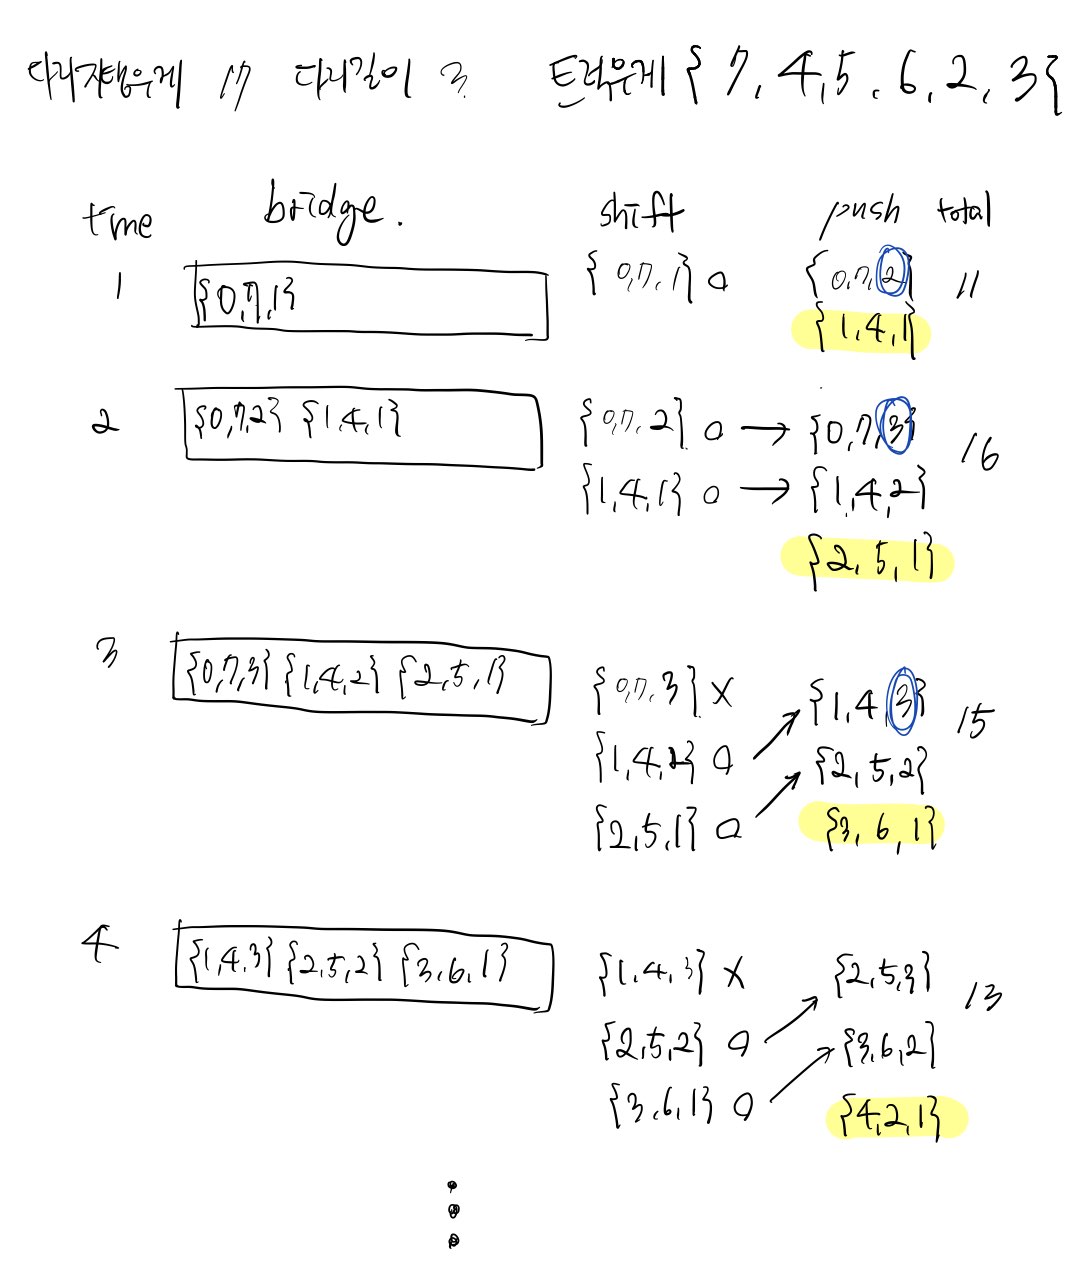 다리지탱무게 17 다리길이 3 트럭무게 { 7, 4, 5, 6, 2, 3}
time bridge. shift push total
1 {0,7,1} {0,7,1} o {0,7,2} 11
{1,4,1}
2 {0,7,2} {1,4,1} {0,7,2} o → {0,7,3} 16
{1,4,1} o → {1,4,2}
{2,5,1}
3 {0,7,3} {1,4,2} {2,5,1} {0,7,3} x {1,4,3} 15
{1,4,2} o {2,5,2}
{2,5,1} o {3,6,1}
4 {1,4,3} {2,5,2} {3,6,1} {1,4,3} x {2,5,3} 13
{2,5,2} o {3,6,2}
{3,6,1} o {4,2,1}